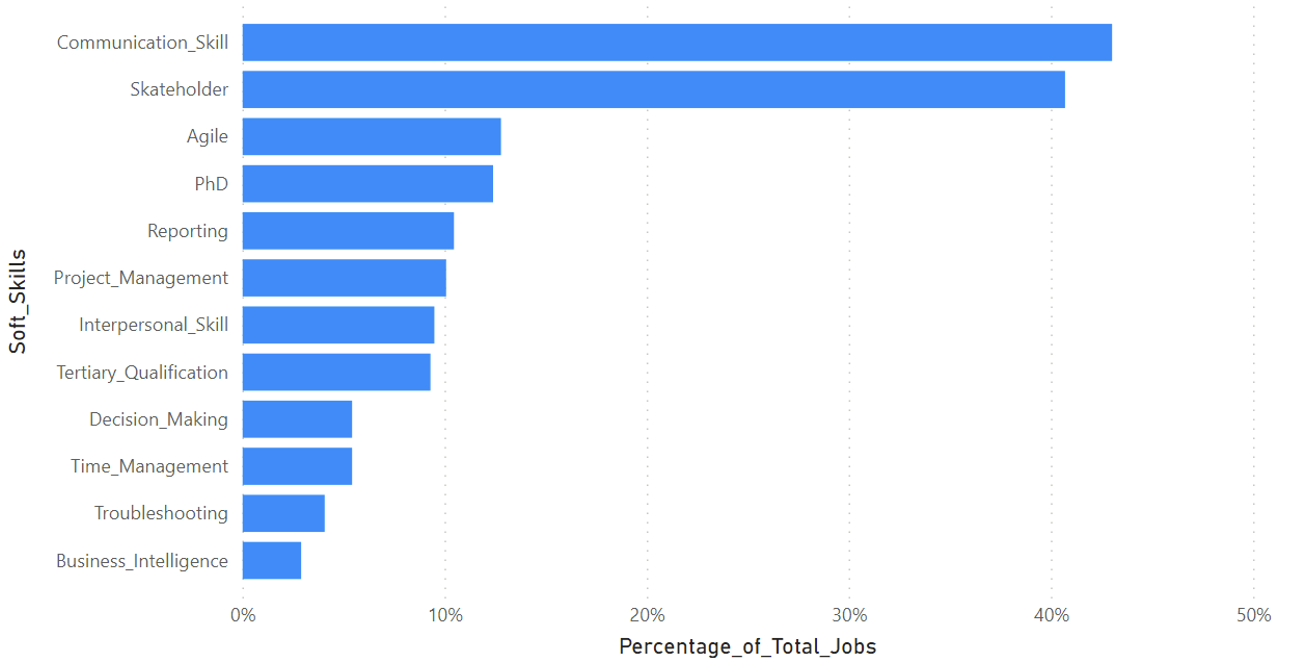 Soft_Skills
Communication_Skill
Skateholder
Agile
PhD
Reporting
Project_Management
Interpersonal_Skill
Tertiary_Qualification
Decision_Making
Time_Management
Troubleshooting
Business_Intelligence
0% 10% 20% 30% 40% 50%
Percentage_of_Total_Jobs